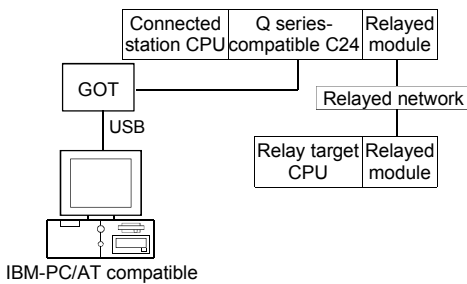 Connected
station CPU
Q series-
compatible C24
Relayed
module
GOT
Relayed network
USB
Relay target
CPU
Relayed
module
IBM-PC/AT compatible